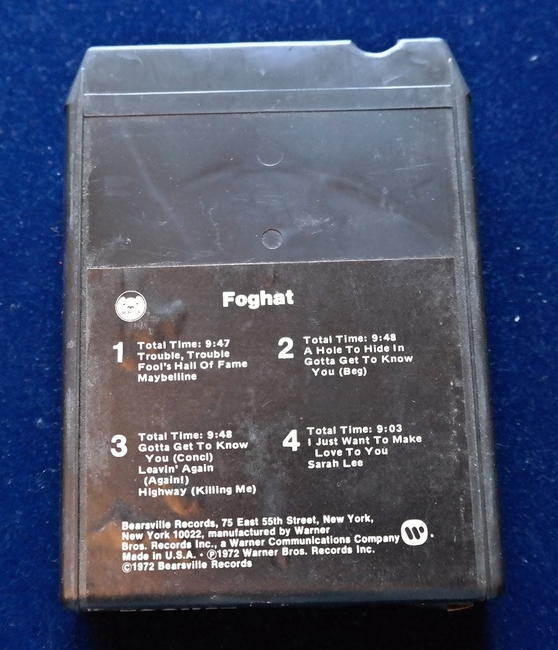 Foghat
1 Total Time: 9:47
Trouble, Trouble
Fool's Hall Of Fame
Maybelline
2 Total Time: 9:48
A Hole To Hide In
Gotta Get To Know
You (Beg)
3 Total Time: 9:48
Gotta Get To Know
You (Concl)
Leavin' Again
(Again!)
Highway (Killing Me)
4 Total Time: 9:03
I Just Want To Make
Love To You
Sarah Lee
Bearsville Records, 75 East 55th Street, New York,
New York 10022, manufactured by Warner
Bros. Records Inc., a Warner Communications Company
Made in U.S.A. • ℗1972 Warner Bros. Records Inc.
©1972 Bearsville Records